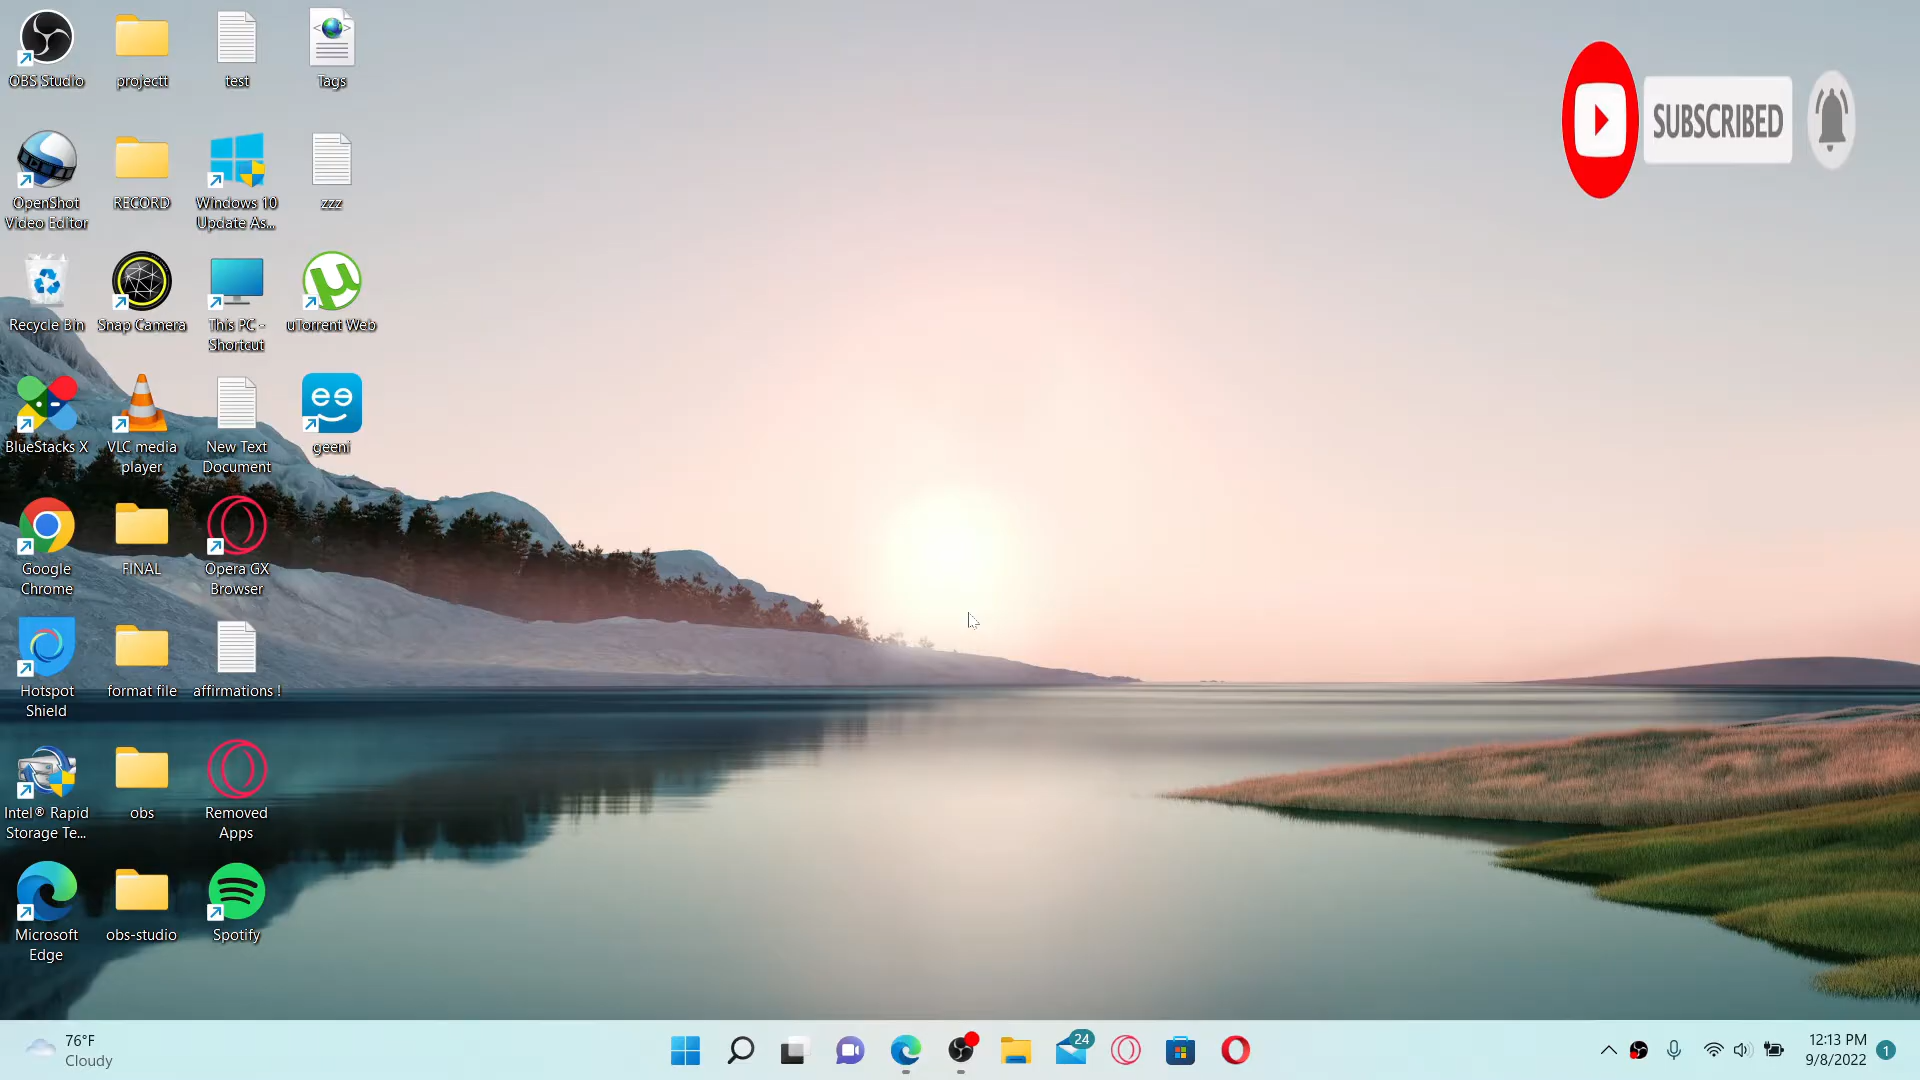 OBS Studio
projectt
test
Tags
SUBSCRIBED
OpenShot
Video Editor
RECORD
Windows 10
Update As...
zzz
Recycle Bin
Snap Camera
This PC -
Shortcut
uTorrent Web
BlueStacks X
VLC media
player
New Text
Document
geeni
Google
Chrome
FINAL
Opera GX
Browser
Hotspot
Shield
format file
affirmations !
Intel® Rapid
Storage Te...
obs
Removed
Apps
Microsoft
Edge
obs-studio
Spotify
76°F
Cloudy
24
12:13 PM
9/8/2022
1